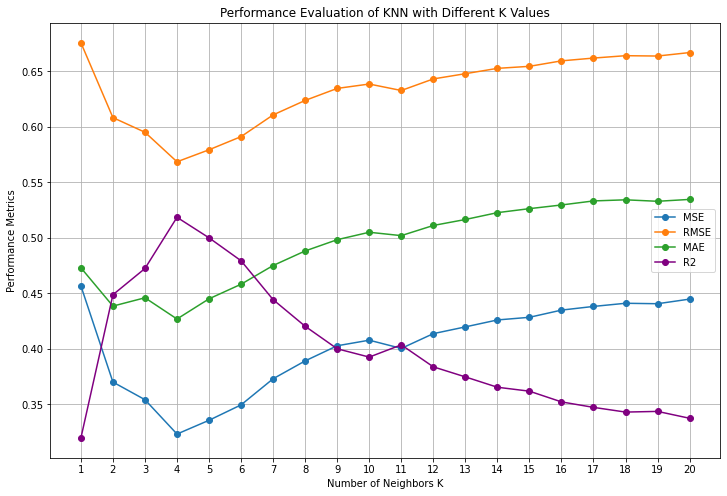 Performance Evaluation of KNN with Different K Values
Performance Metrics
0.65
0.60
0.55
0.50
0.45
0.40
0.35
MSE
RMSE
MAE
R2
1 2 3 4 5 6 7 8 9 10 11 12 13 14 15 16 17 18 19 20
Number of Neighbors K